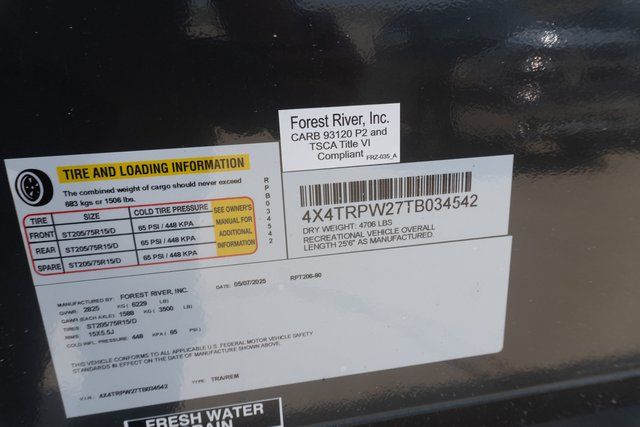 Forest River, Inc.
CARB 93120 P2 and
TSCA Title VI
Compliant FRZ-035_A
TIRE AND LOADING INFORMATION
The combined weight of cargo should never exceed
683 kgs or 1506 lbs.
TIRE SIZE COLD TIRE PRESSURE
FRONT ST205/75R15/D 65 PSI / 448 KPA
REAR ST205/75R15/D 65 PSI / 448 KPA
SPARE ST205/75R15/D 65 PSI / 448 KPA
SEE OWNER'S
MANUAL FOR
ADDITIONAL
INFORMATION
RPB034542
4X4TRPW27TB034542
DRY WEIGHT: 4706 LBS
RECREATIONAL VEHICLE OVERALL
LENGTH 25'6" AS MANUFACTURED
MANUFACTURED BY: FOREST RIVER, INC. DATE: 05/07/2025 RPT206-80
GVWR: 2825 KG ( 6229 LB)
GAWR (EACH AXLE): 1588 KG ( 3500 LB)
TIRES: ST205/75R15/D
RIMS: 15X5.5J
COLD INFL. PRESSURE: 448 KPA ( 65 PSI)
THIS VEHICLE CONFORMS TO ALL APPLICABLE U.S. FEDERAL MOTOR VEHICLE SAFETY
STANDARDS IN EFFECT ON THE DATE OF MANUFACTURE SHOWN ABOVE.
V.I.N. 4X4TRPW27TB034542 TYPE: TRA/REM
FRESH WATER